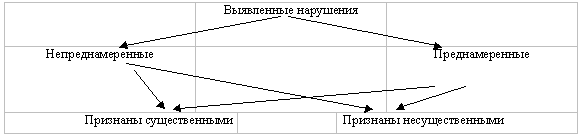 Выявленные нарушения
Непреднамеренные Преднамеренные
Признаны существенными Признаны несущественными